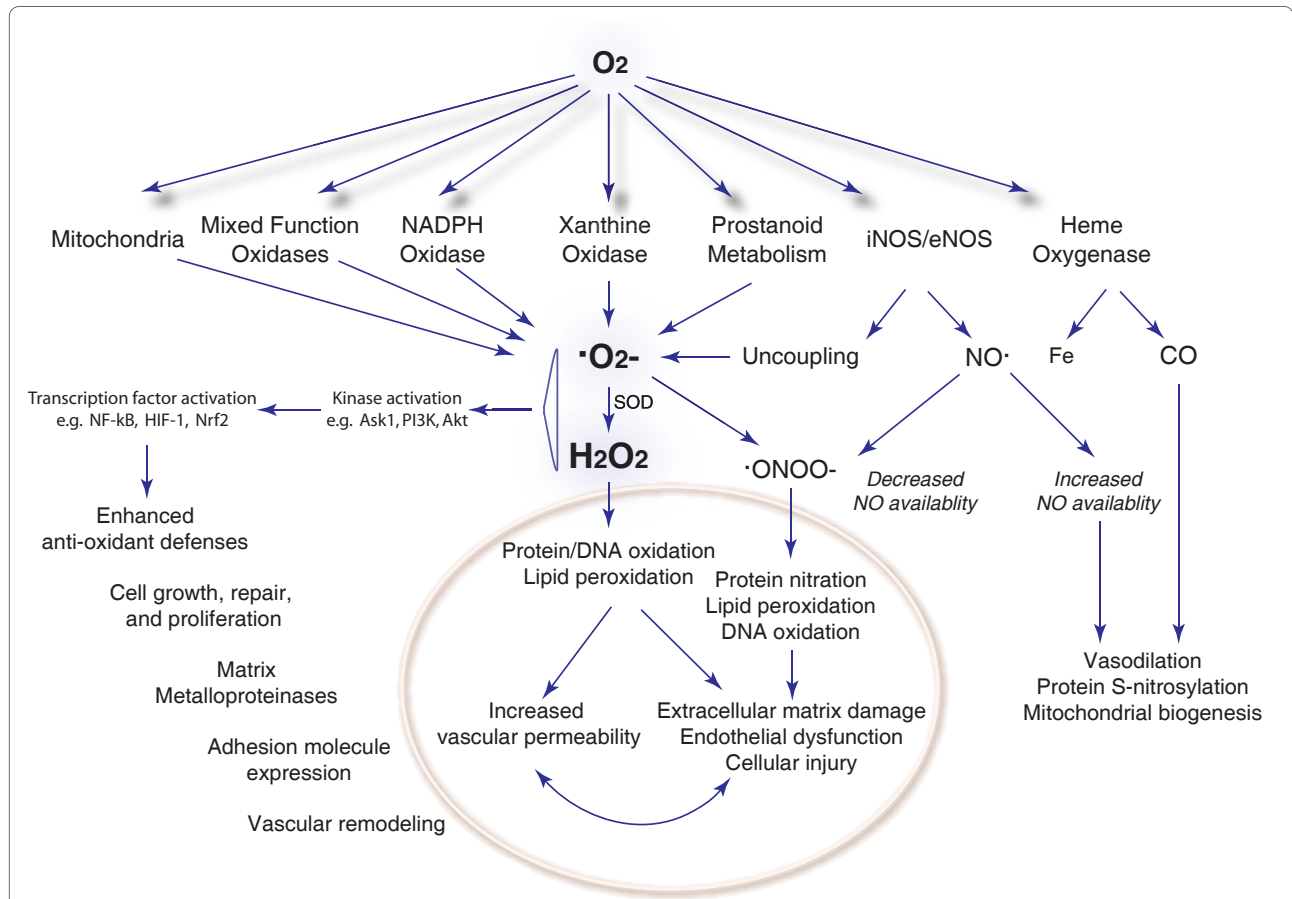 O2
Mitochondria
Mixed Function
Oxidases
NADPH
Oxidase
Xanthine
Oxidase
Prostanoid
Metabolism
iNOS/eNOS
Heme
Oxygenase
·O2-
Uncoupling
NO·
Fe
CO
SOD
Transcription factor activation
e.g. NF-kB, HIF-1, Nrf2
Kinase activation
e.g. Ask1, PI3K, Akt
H2O2
·ONOO-
Decreased
NO availablity
Increased
NO availablity
Enhanced
anti-oxidant defenses
Cell growth, repair,
and proliferation
Matrix
Metalloproteinases
Adhesion molecule
expression
Vascular remodeling
Protein/DNA oxidation
Lipid peroxidation
Protein nitration
Lipid peroxidation
DNA oxidation
Increased
vascular permeability
Extracellular matrix damage
Endothelial dysfunction
Cellular injury
Vasodilation
Protein S-nitrosylation
Mitochondrial biogenesis